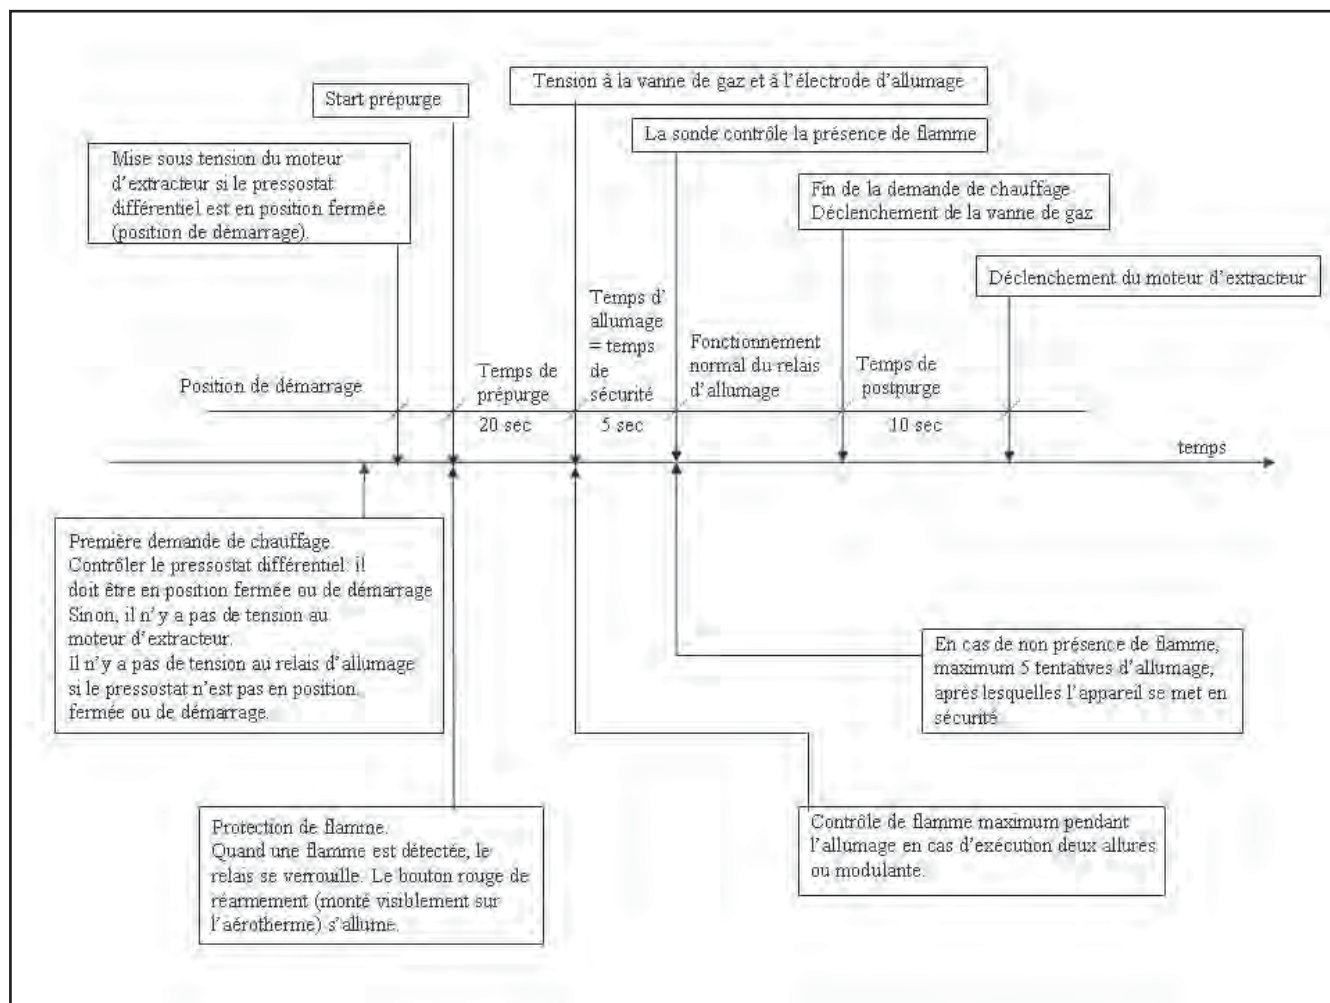 Tension à la vanne de gaz et à l'électrode d'allumage
Start prépurge
La sonde contrôle la présence de flamme
Mise sous tension du moteur
d'extracteur si le pressostat
différentiel est en position fermée
(position de démarrage).
Fin de la demande de chauffage
Déclenchement de la vanne de gaz
Déclenchement du moteur d'extracteur
Position de démarrage
Temps de
prépurge
20 sec
Temps d'
allumage
= temps
de
sécurité
5 sec
Fonctionnement
normal du relais
d'allumage
Temps de
postpurge
10 sec
temps
Première demande de chauffage.
Contrôler le pressostat différentiel: il
doit être en position fermée ou de démarrage
Sinon, il n'y a pas de tension au
moteur d'extracteur.
Il n'y a pas de tension au relais d'allumage
si le pressostat n'est pas en position
fermée ou de démarrage.
En cas de non présence de flamme,
maximum 5 tentatives d'allumage,
après lesquelles l'appareil se met en
sécurité
Protection de flamme.
Quand une flamme est détectée, le
relais se verrouille. Le bouton rouge de
réarmement (monté visiblement sur
l'aérotherme) s'allume.
Contrôle de flamme maximum pendant
l'allumage en cas d'exécution deux allures
ou modulante.